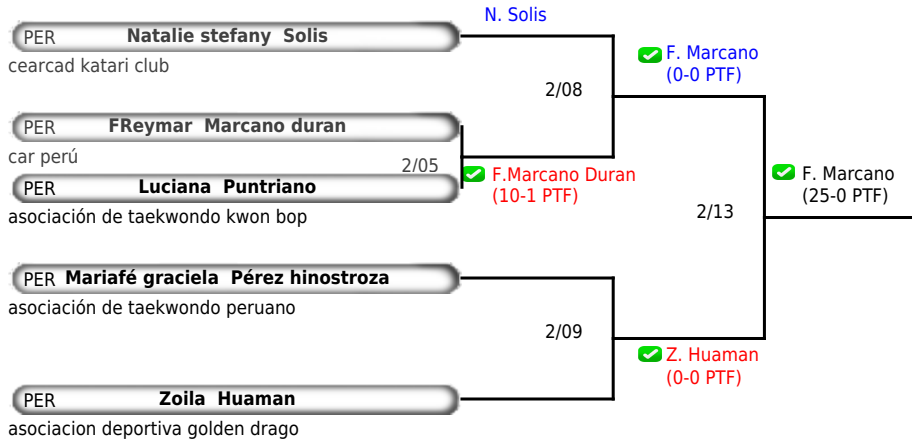 N. Solis
PER Natalie stefany Solis
cearcad katari club
F. Marcano
(0-0 PTF)
2/08
PER FReymar Marcano duran
car perú
2/05
F.Marcano Duran
(10-1 PTF)
F. Marcano
(25-0 PTF)
PER Luciana Puntriano
asociación de taekwondo kwon bop
2/13
PER Mariafé graciela Pérez hinostroza
asociación de taekwondo peruano
2/09
Z. Huaman
(0-0 PTF)
PER Zoila Huaman
asociacion deportiva golden drago